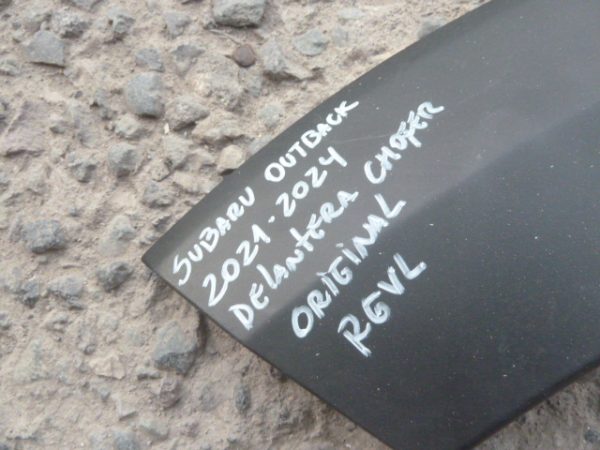 SUBARU OUTBACK
2021-2024
DELANTERA CHOFER
ORIGINAL
RGVL